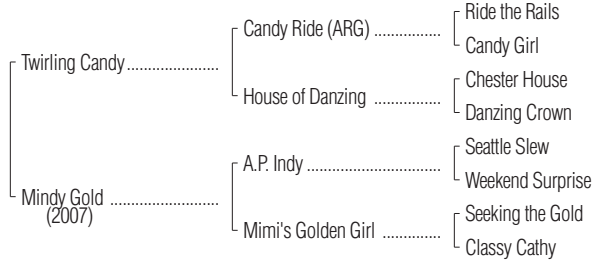 Ride the Rails
Candy Ride (ARG) ................
Candy Girl
Twirling Candy......................
Chester House
House of Danzing ................
Danzing Crown
Seattle Slew
A.P. Indy ................................
Weekend Surprise
Mindy Gold ..........................
(2007)
Seeking the Gold
Mimi's Golden Girl ..............
Classy Cathy